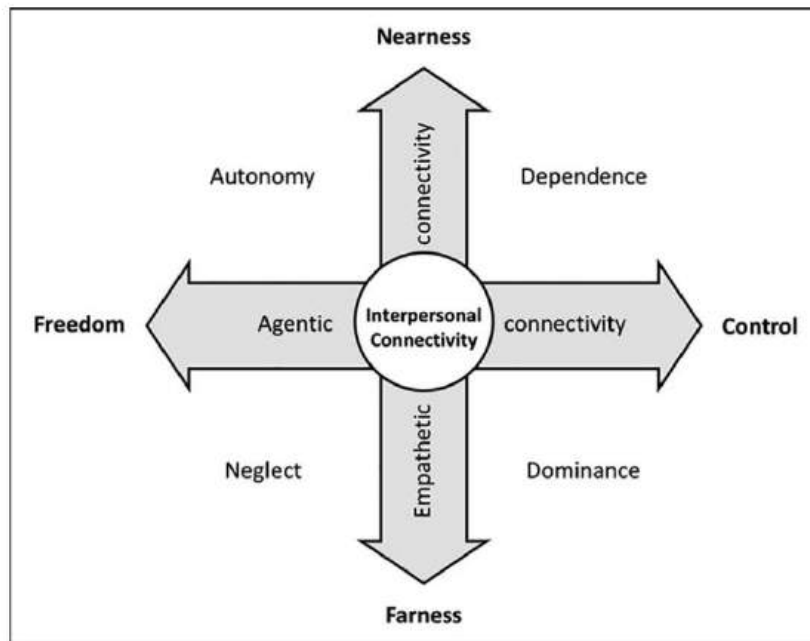 Nearness
connectivity
Autonomy
Dependence
Freedom
Agentic
Interpersonal
Connectivity
connectivity
Control
Empathetic
Neglect
Dominance
Farness